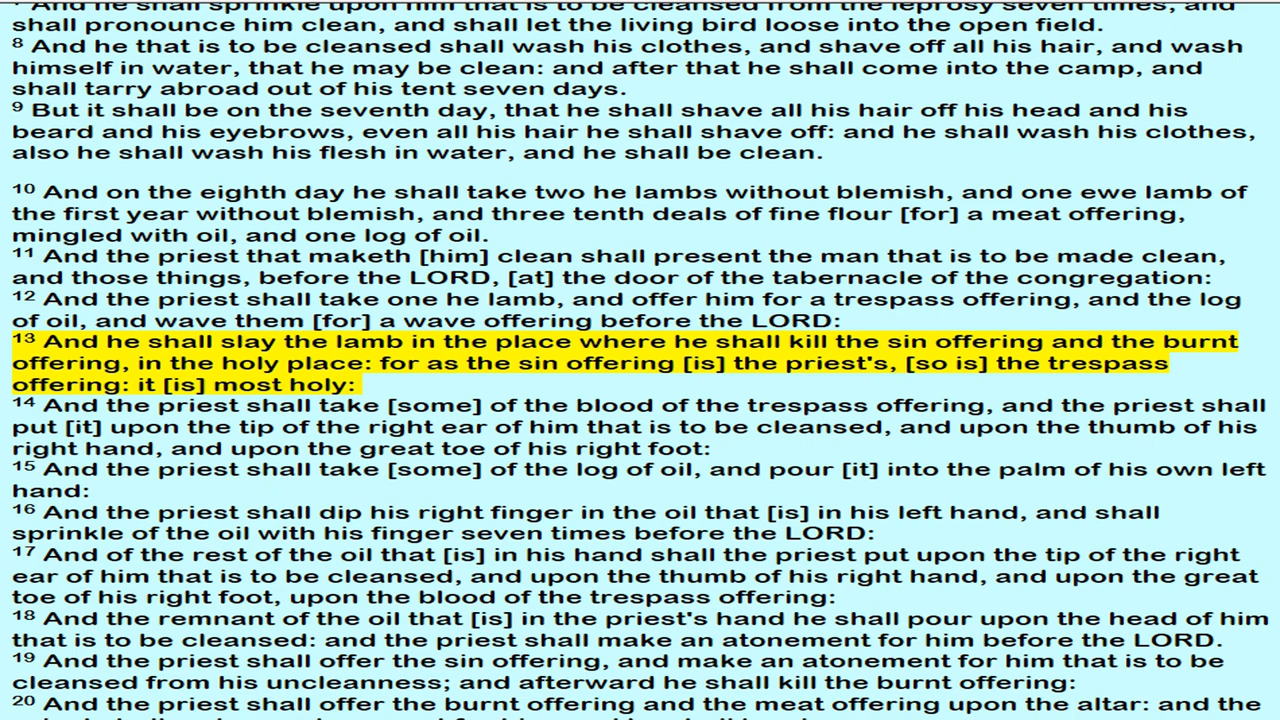 7 And he shall sprinkle upon him that is to be cleansed from the leprosy seven times, and
shall pronounce him clean, and shall let the living bird loose into the open field.
8 And he that is to be cleansed shall wash his clothes, and shave off all his hair, and wash
himself in water, that he may be clean: and after that he shall come into the camp, and
shall tarry abroad out of his tent seven days.
9 But it shall be on the seventh day, that he shall shave all his hair off his head and his
beard and his eyebrows, even all his hair he shall shave off: and he shall wash his clothes,
also he shall wash his flesh in water, and he shall be clean.
10 And on the eighth day he shall take two he lambs without blemish, and one ewe lamb of
the first year without blemish, and three tenth deals of fine flour [for] a meat offering,
mingled with oil, and one log of oil.
11 And the priest that maketh [him] clean shall present the man that is to be made clean,
and those things, before the LORD, [at] the door of the tabernacle of the congregation:
12 And the priest shall take one he lamb, and offer him for a trespass offering, and the log
of oil, and wave them [for] a wave offering before the LORD:
13 And he shall slay the lamb in the place where he shall kill the sin offering and the burnt
offering, in the holy place: for as the sin offering [is] the priest's, [so is] the trespass
offering: it [is] most holy:
14 And the priest shall take [some] of the blood of the trespass offering, and the priest shall
put [it] upon the tip of the right ear of him that is to be cleansed, and upon the thumb of his
right hand, and upon the great toe of his right foot:
15 And the priest shall take [some] of the log of oil, and pour [it] into the palm of his own left
hand:
16 And the priest shall dip his right finger in the oil that [is] in his left hand, and shall
sprinkle of the oil with his finger seven times before the LORD:
17 And of the rest of the oil that [is] in his hand shall the priest put upon the tip of the right
ear of him that is to be cleansed, and upon the thumb of his right hand, and upon the great
toe of his right foot, upon the blood of the trespass offering:
18 And the remnant of the oil that [is] in the priest's hand he shall pour upon the head of him
that is to be cleansed: and the priest shall make an atonement for him before the LORD.
19 And the priest shall offer the sin offering, and make an atonement for him that is to be
cleansed from his uncleanness; and afterward he shall kill the burnt offering:
20 And the priest shall offer the burnt offering and the meat offering upon the altar: and the